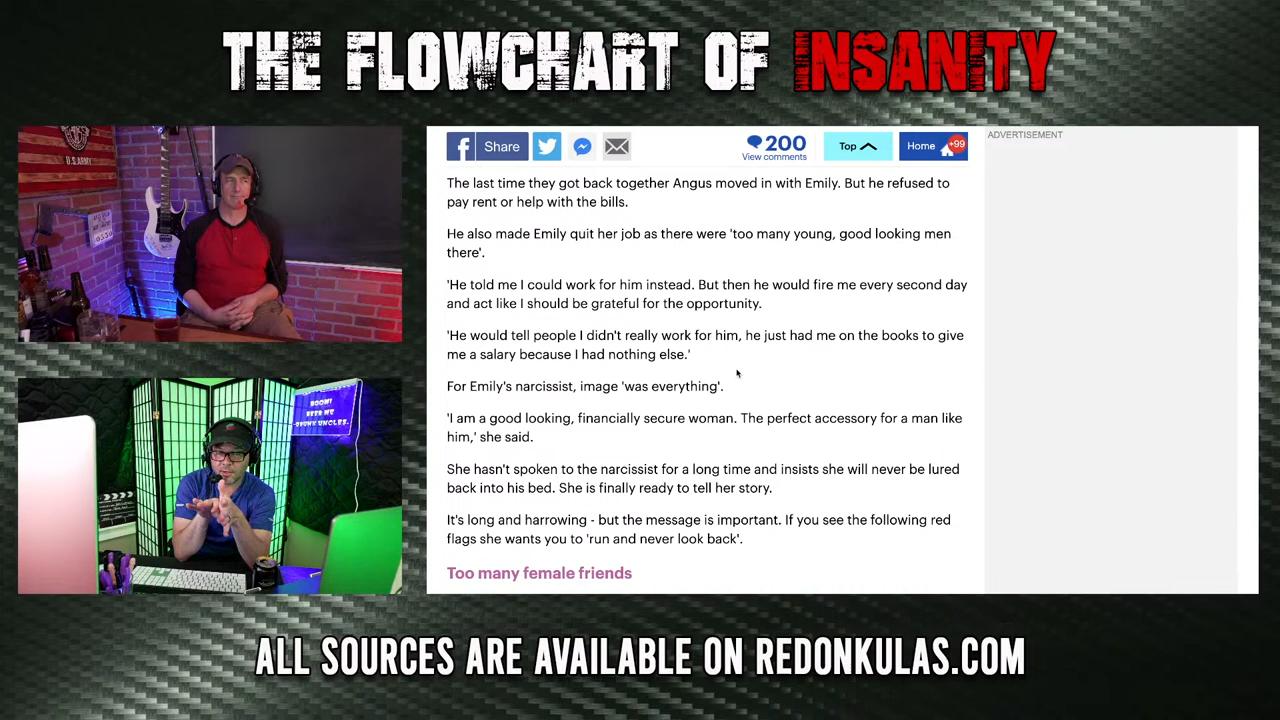 THE FLOWCHART OF INSANITY
U.S. ARMY
BOOM!
BEER ME
DRUNK UNCLES.
f Share
200
View comments
Top
Home
+99
ADVERTISEMENT
The last time they got back together Angus moved in with Emily. But he refused to
pay rent or help with the bills.
He also made Emily quit her job as there were 'too many young, good looking men
there'.
'He told me I could work for him instead. But then he would fire me every second day
and act like I should be grateful for the opportunity.
'He would tell people I didn't really work for him, he just had me on the books to give
me a salary because I had nothing else.'
For Emily's narcissist, image 'was everything'.
'I am a good looking, financially secure woman. The perfect accessory for a man like
him,' she said.
She hasn't spoken to the narcissist for a long time and insists she will never be lured
back into his bed. She is finally ready to tell her story.
It's long and harrowing - but the message is important. If you see the following red
flags she wants you to 'run and never look back'.
Too many female friends
ALL SOURCES ARE AVAILABLE ON REDONKULAS.COM